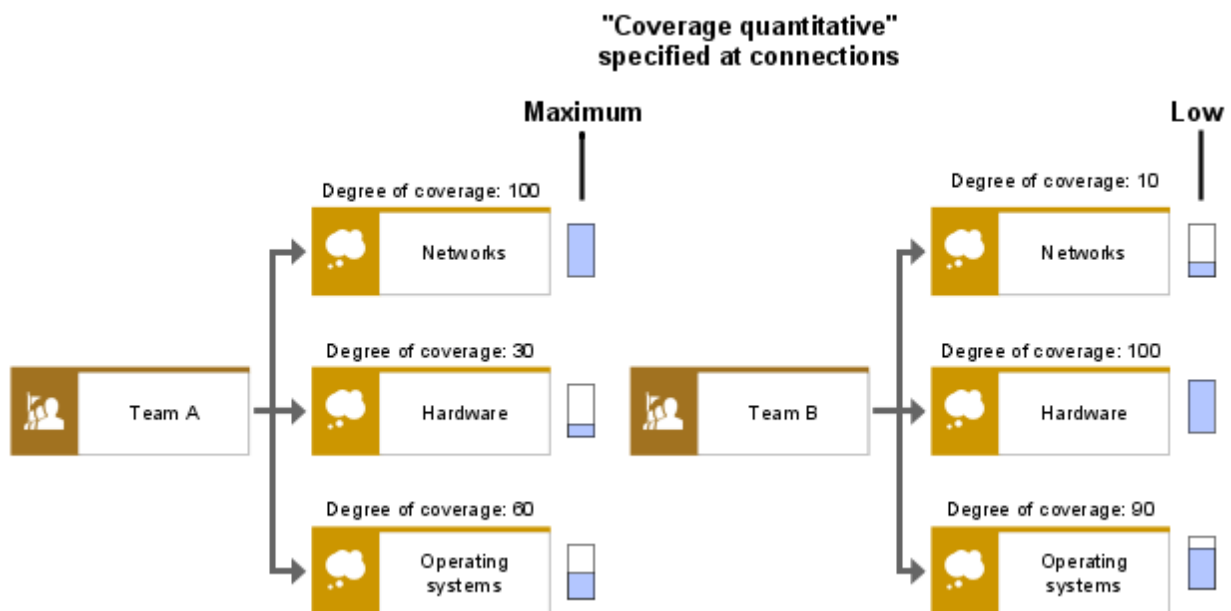 "Coverage quantitative"
specified at connections
Maximum
Low
Degree of coverage: 100
Networks
Degree of coverage: 30
Team A
Hardware
Degree of coverage: 60
Operating
systems
Degree of coverage: 10
Networks
Degree of coverage: 100
Team B
Hardware
Degree of coverage: 90
Operating
systems